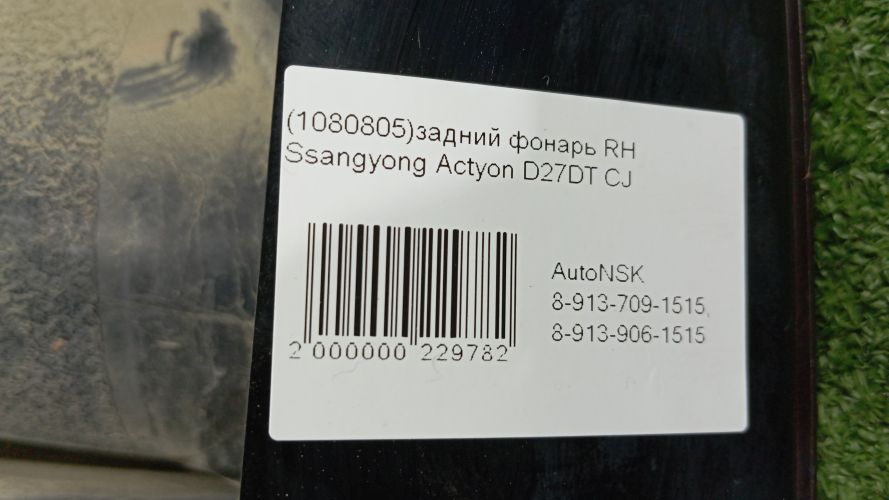 (1080805)задний фонарь RH
Ssangyong Actyon D27DT CJ
AutoNSK
8-913-709-1515,
8-913-906-1515
2 000000 229782